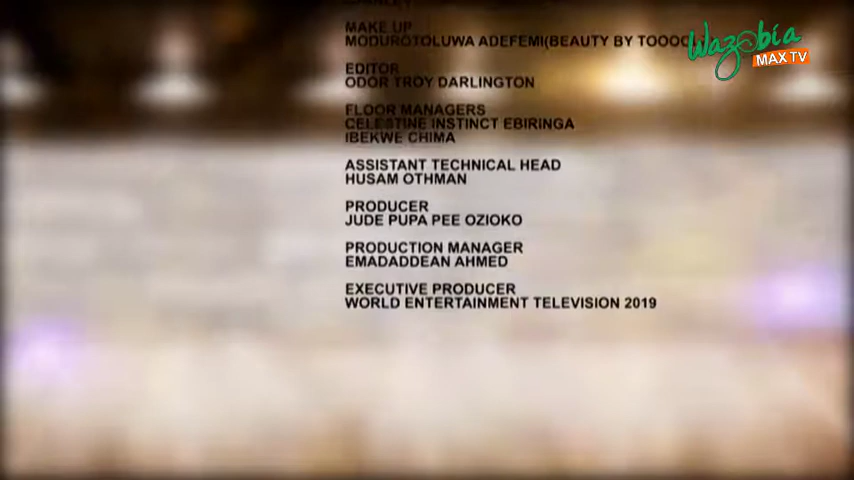 MAKE UP
MODUROTOLUWA ADEFEMI(BEAUTY BY TOOO
Wazobia
MAX TV
EDITOR
ODOR TROY DARLINGTON
FLOOR MANAGERS
CELESTINE INSTINCT EBIRINGA
IBEKWE CHIMA
ASSISTANT TECHNICAL HEAD
HUSAM OTHMAN
PRODUCER
JUDE PUPA PEE OZIOKO
PRODUCTION MANAGER
EMADADDEAN AHMED
EXECUTIVE PRODUCER
WORLD ENTERTAINMENT TELEVISION 2019